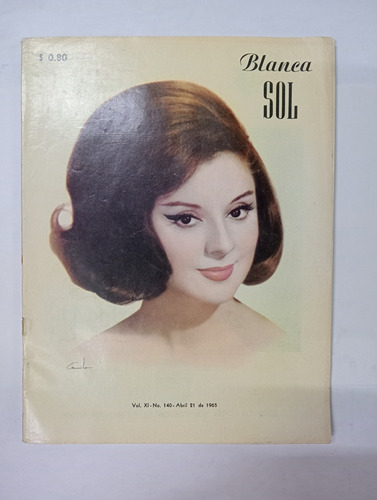 $ 0.80
Blanca
SOL
Vol. XI - No. 140 - Abril 21 de 1965